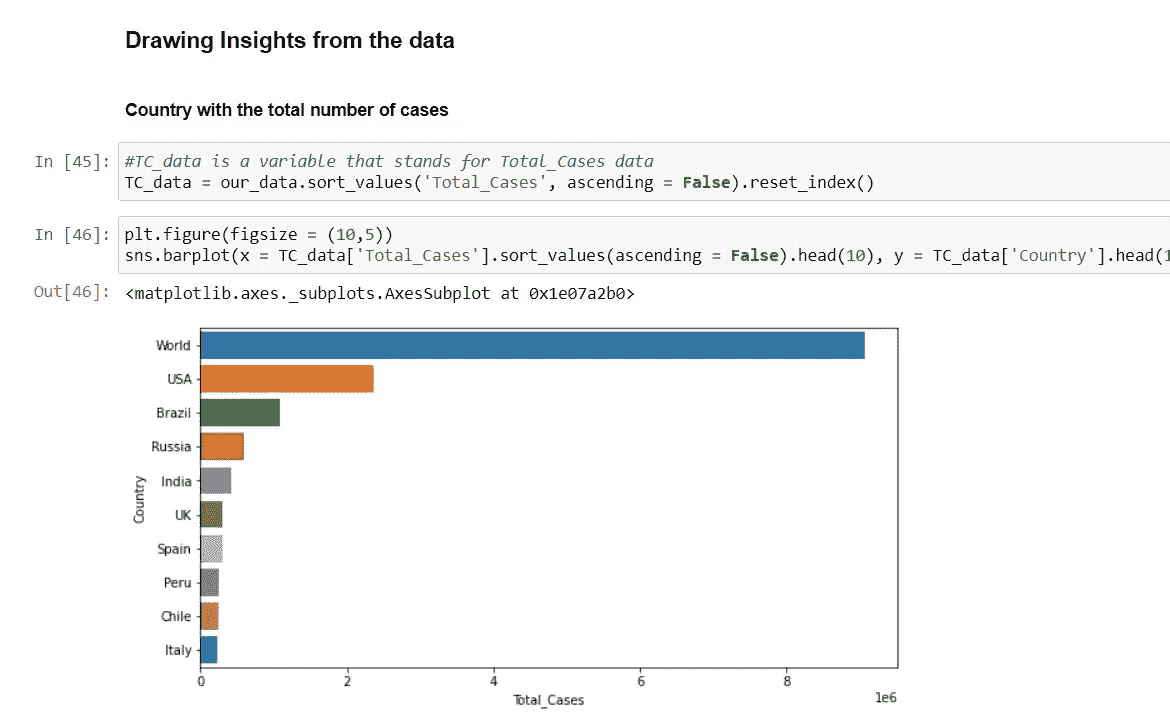 Drawing Insights from the data
Country with the total number of cases
In [45]: #TC_data is a variable that stands for Total_Cases data
TC_data = our_data.sort_values('Total_Cases', ascending = False).reset_index()
In [46]: plt.figure(figsize = (10,5))
sns.barplot(x = TC_data['Total_Cases'].sort_values(ascending = False).head(10), y = TC_data['Country'].head(1
Out[46]: <matplotlib.axes._subplots.AxesSubplot at 0x1e07a2b0>
World
USA
Brazil
Russia
India
UK
Spain
Peru
Chile
Italy
Country
0 2 4 6 8
1e6
Total_Cases